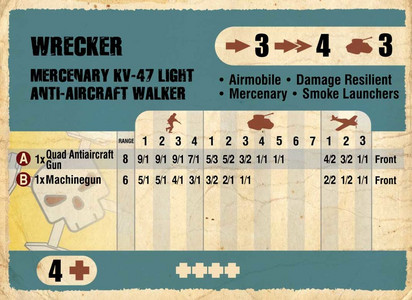 WRECKER
3 4 3
MERCENARY KV-47 LIGHT
ANTI-AIRCRAFT WALKER
• Airmobile • Damage Resilient
• Mercenary • Smoke Launchers
RANGE 1 2 3 4 1 2 3 4 5 6 7 1 2 3
A 1x Quad Antiaircraft Gun 8 9/1 9/1 9/1 7/1 5/3 5/2 3/2 1/1 1/1 4/2 3/2 1/1 Front
B 1x Machinegun 6 5/1 5/1 4/1 3/1 3/2 2/1 1/1 2/2 1/2 1/1 Front
4